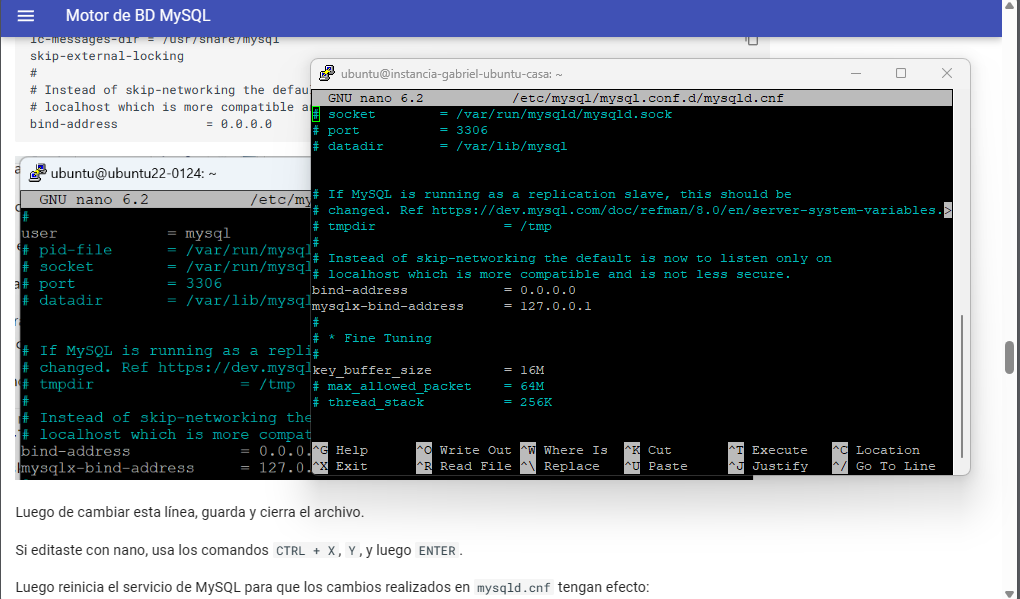 Motor de BD MySQL
lc-messages-dir = /usr/share/mysql
skip-external-locking
#
# Instead of skip-networking the defau
# localhost which is more compatible a
bind-address            = 0.0.0.0
ubuntu@ubuntu22-0124: ~
GNU nano 6.2             /etc/my
#
user            = mysql
# pid-file      = /var/run/mysql
# socket        = /var/run/mysql
# port          = 3306
# datadir       = /var/lib/mysql
# If MySQL is running as a repli
# changed. Ref https://dev.mysql
# tmpdir                = /tmp
#
# Instead of skip-networking the
# localhost which is more compat
bind-address            = 0.0.0.
mysqlx-bind-address     = 127.0.
ubuntu@instancia-gabriel-ubuntu-casa: ~
GNU nano 6.2           /etc/mysql/mysql.conf.d/mysqld.cnf
# socket        = /var/run/mysqld/mysqld.sock
# port          = 3306
# datadir       = /var/lib/mysql
# If MySQL is running as a replication slave, this should be
# changed. Ref https://dev.mysql.com/doc/refman/8.0/en/server-system-variables.>
# tmpdir                = /tmp
#
# Instead of skip-networking the default is now to listen only on
# localhost which is more compatible and is not less secure.
bind-address            = 0.0.0.0
mysqlx-bind-address     = 127.0.0.1
#
# * Fine Tuning
#
key_buffer_size         = 16M
# max_allowed_packet    = 64M
# thread_stack          = 256K
^G Help      ^O Write Out ^W Where Is  ^K Cut       ^T Execute   ^C Location
^X Exit      ^R Read File ^\ Replace   ^U Paste     ^J Justify   ^/ Go To Line
Luego de cambiar esta línea, guarda y cierra el archivo.
Si editaste con nano, usa los comandos CTRL + X, Y, y luego ENTER.
Luego reinicia el servicio de MySQL para que los cambios realizados en mysqld.cnf tengan efecto: